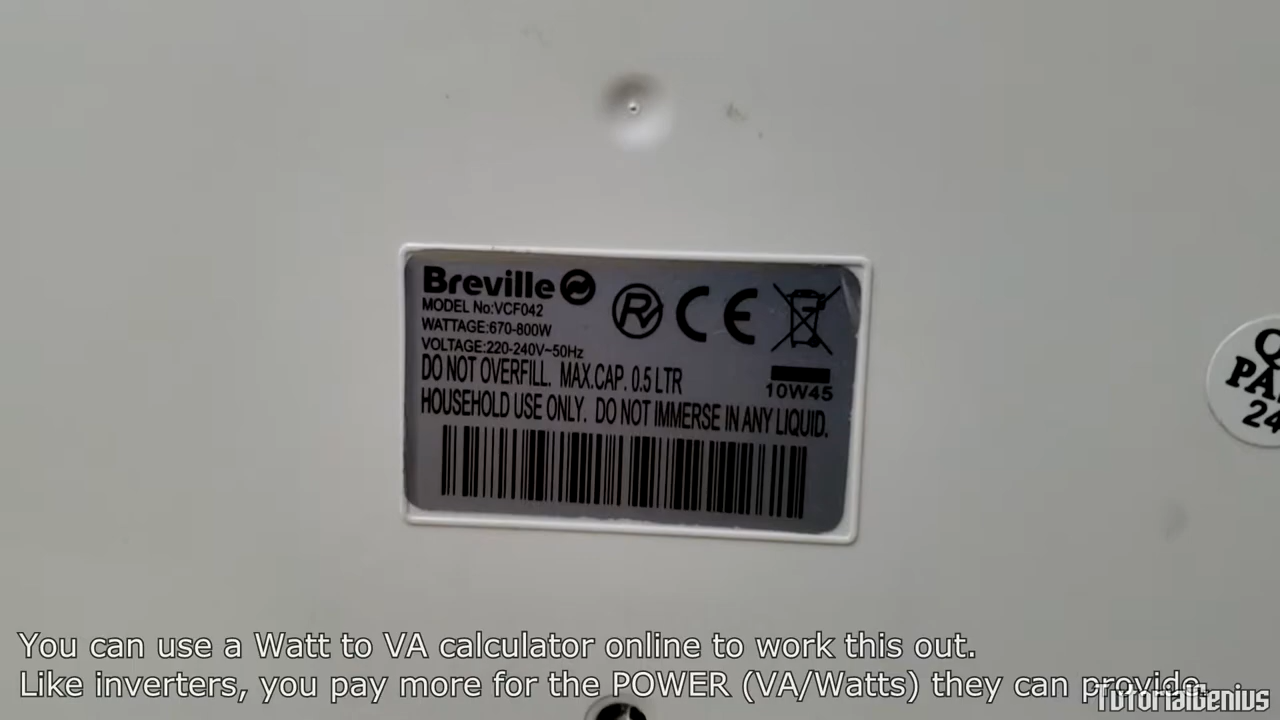 Breville
MODEL No:VCF042
WATTAGE:670-800W
VOLTAGE:220-240V~50Hz
DO NOT OVERFILL. MAX.CAP. 0.5 LTR
HOUSEHOLD USE ONLY. DO NOT IMMERSE IN ANY LIQUID.
CE
10W45
24
You can use a Watt to VA calculator online to work this out.
Like inverters, you pay more for the POWER (VA/Watts) they can provide.
TutorialGenius